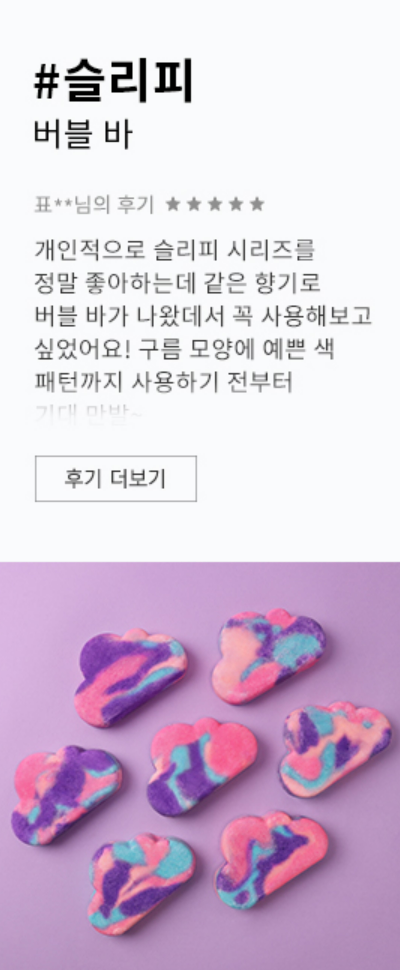 #슬리피
버블 바
표**님의 후기 ★★★★★
개인적으로 슬리피 시리즈를
정말 좋아하는데 같은 향기로
버블 바가 나왔데서 꼭 사용해보고
싶었어요! 구름 모양에 예쁜 색
패턴까지 사용하기 전부터
기대 만발~
후기 더보기